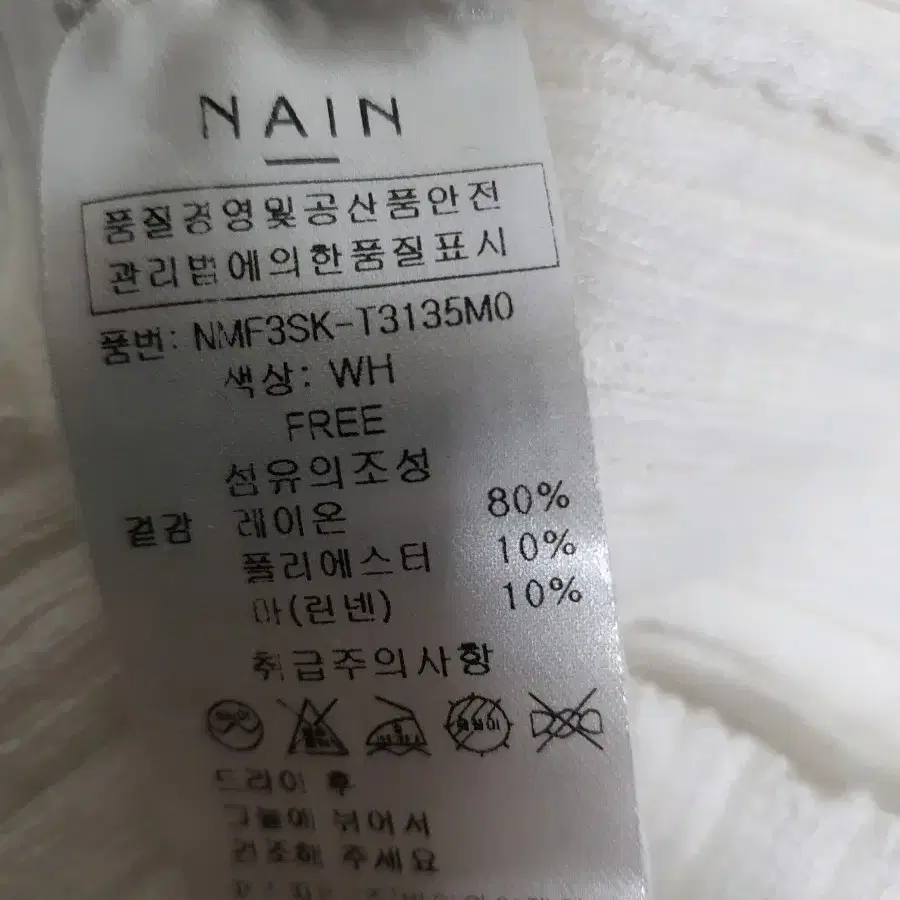 NAIN
품질경영및공산품안전
관리법에의한품질표시
품번: NMF3SK-T3135M0
색상: WH
FREE
섬유의조성
겉감 레이온 80%
폴리에스터 10%
마(린넨) 10%
취급주의사항
드라이
드라이 후
그늘에 뉘어서
건조해 주세요